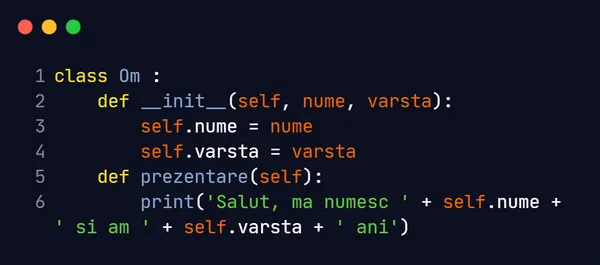 1 class Om :
2     def __init__(self, nume, varsta):
3         self.nume = nume
4         self.varsta = varsta
5     def prezentare(self):
6         print('Salut, ma numesc ' + self.nume +
' si am ' + self.varsta + ' ani')